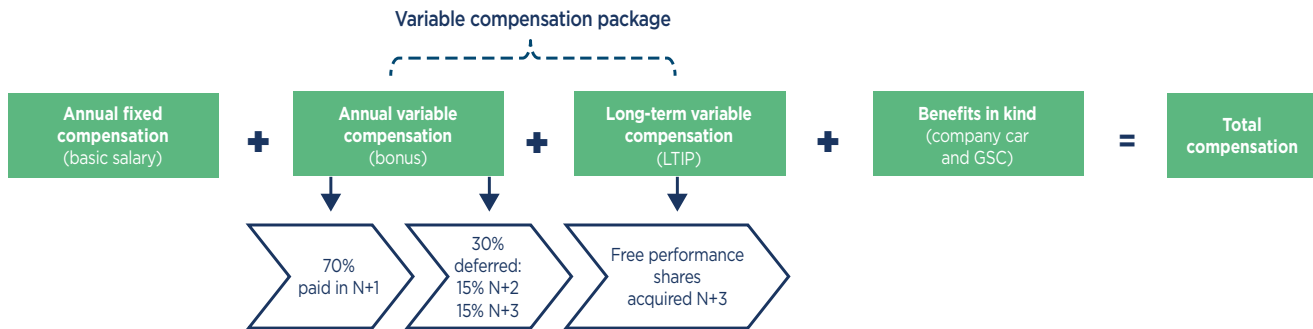 Variable compensation package
Annual fixed
compensation
(basic salary)
+
Annual variable
compensation
(bonus)
+
Long-term variable
compensation
(LTIP)
+
Benefits in kind
(company car
and GSC)
=
Total
compensation
70%
paid in N+1
30%
deferred:
15% N+2
15% N+3
Free performance
shares
acquired N+3